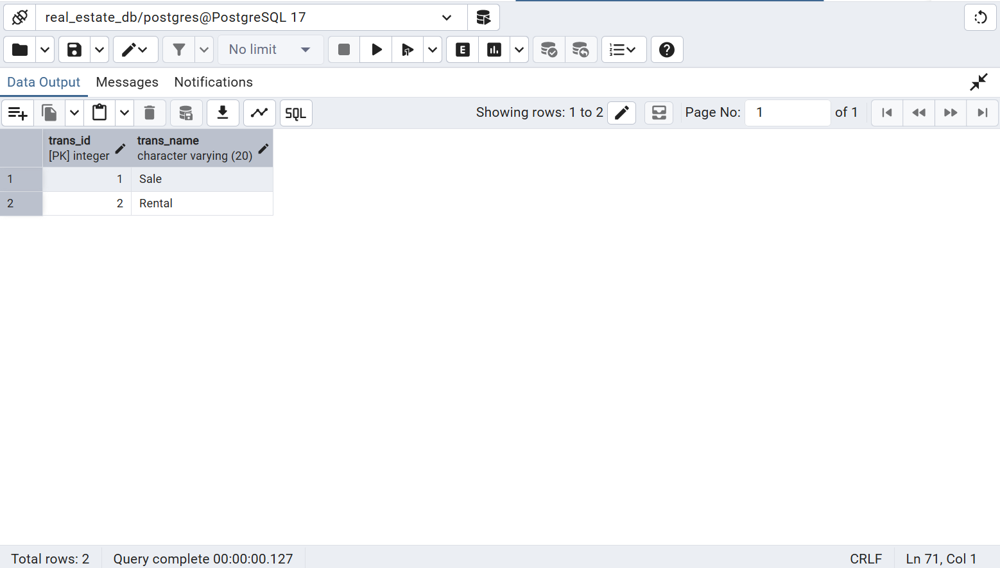 real_estate_db/postgres@PostgreSQL 17
No limit
E
Data Output Messages Notifications
SQL
Showing rows: 1 to 2
Page No: 1 of 1
trans_id
[PK] integer
trans_name
character varying (20)
1 1 Sale
2 2 Rental
Total rows: 2 Query complete 00:00:00.127 CRLF Ln 71, Col 1